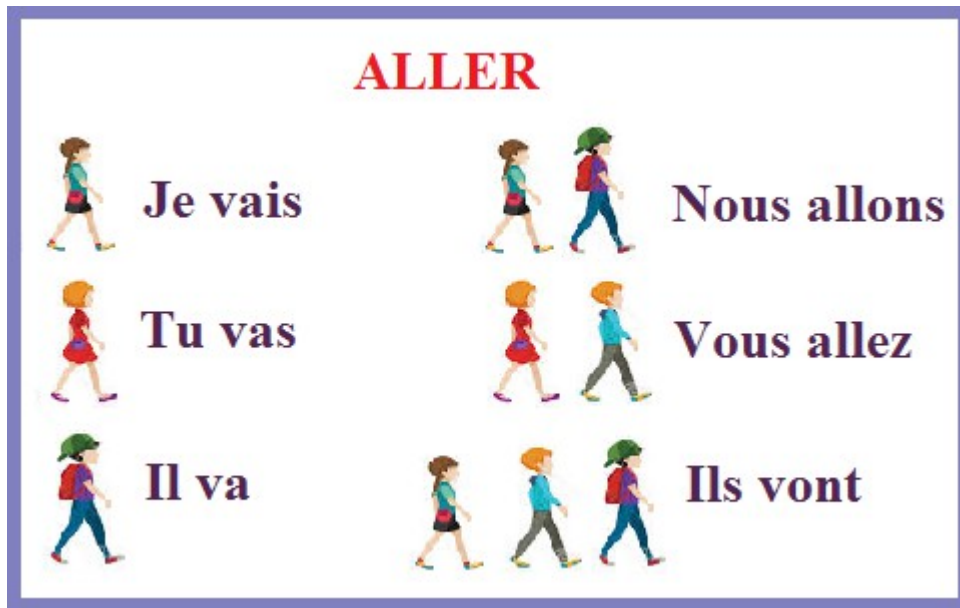 ALLER
Je vais
Nous allons
Tu vas
Vous allez
Il va
Ils vont